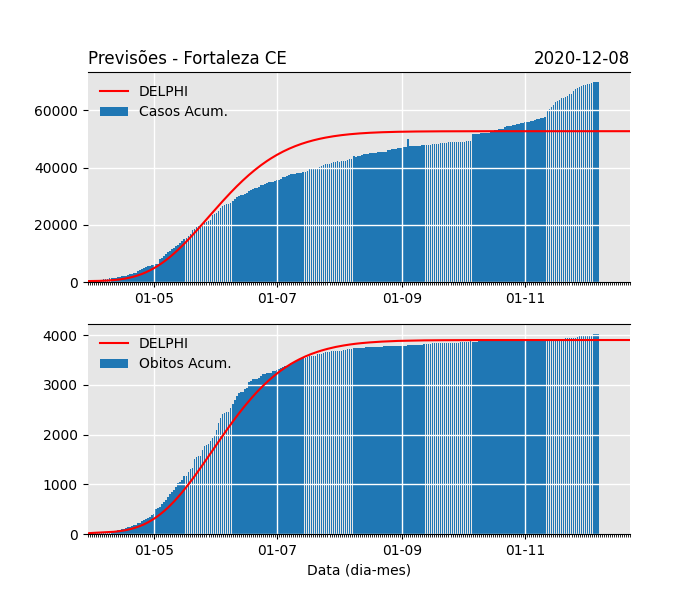 Previsões - Fortaleza CE 2020-12-08
DELPHI
Casos Acum.
60000
40000
20000
0
01-05 01-07 01-09 01-11
DELPHI
Obitos Acum.
4000
3000
2000
1000
0
01-05 01-07 01-09 01-11
Data (dia-mes)